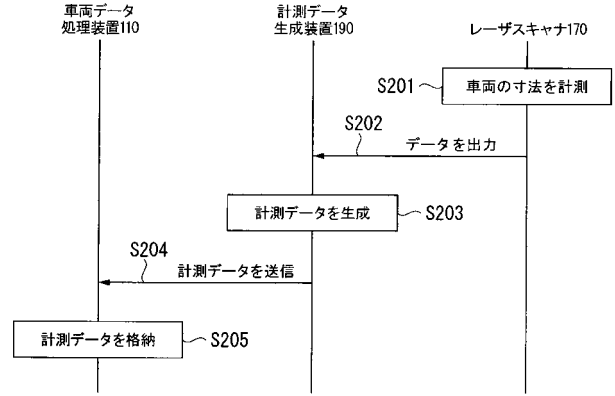 車両データ
処理装置110
計測データ
生成装置190
レーザスキャナ170
S201
車両の寸法を計測
S202
データを出力
計測データを生成
S203
S204
計測データを送信
計測データを格納
S205